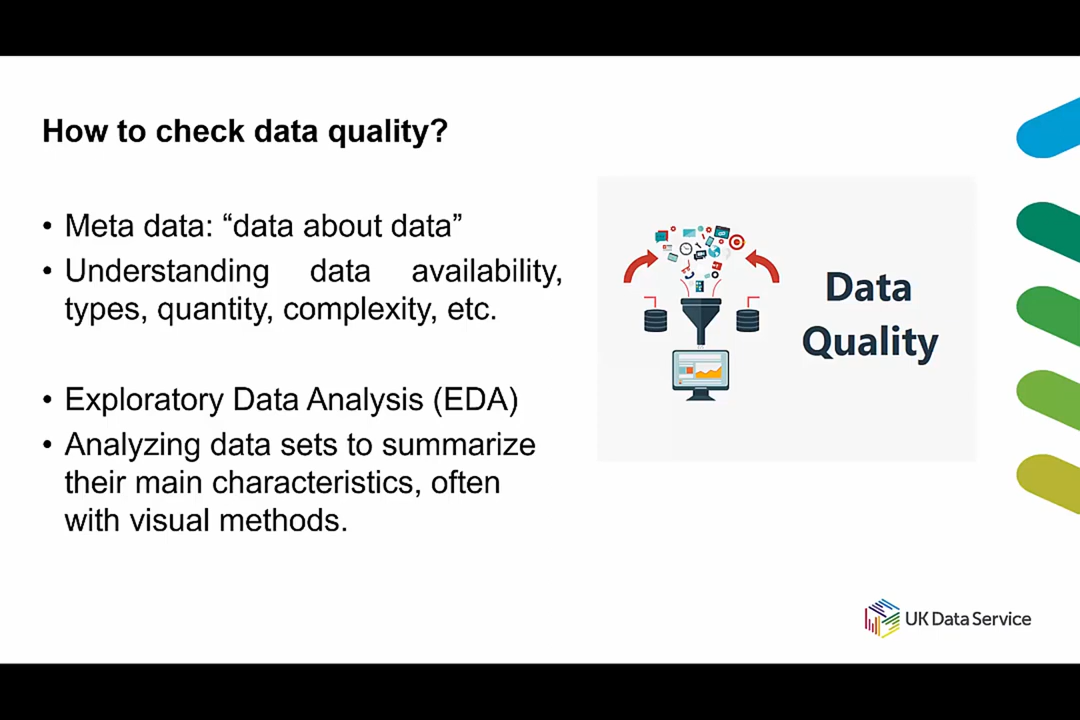 How to check data quality?
• Meta data: “data about data”
• Understanding data availability,
types, quantity, complexity, etc.
• Exploratory Data Analysis (EDA)
• Analyzing data sets to summarize
their main characteristics, often
with visual methods.
Data
Quality
UK Data Service